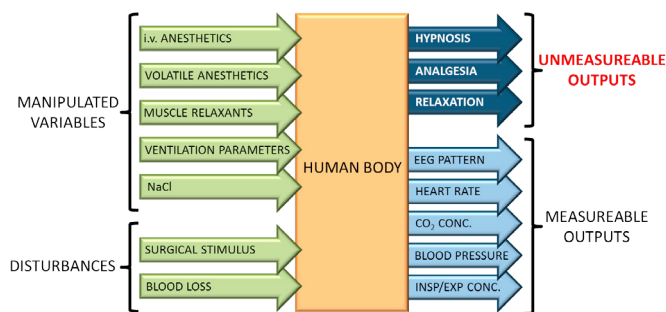 MANIPULATED
VARIABLES
i.v. ANESTHETICS
VOLATILE ANESTHETICS
MUSCLE RELAXANTS
VENTILATION PARAMETERS
NaCl
DISTURBANCES
SURGICAL STIMULUS
BLOOD LOSS
HUMAN BODY
HYPNOSIS
ANALGESIA
RELAXATION
UNMEASUREABLE
OUTPUTS
EEG PATTERN
HEART RATE
CO₂ CONC.
BLOOD PRESSURE
INSP/EXP CONC.
MEASUREABLE
OUTPUTS